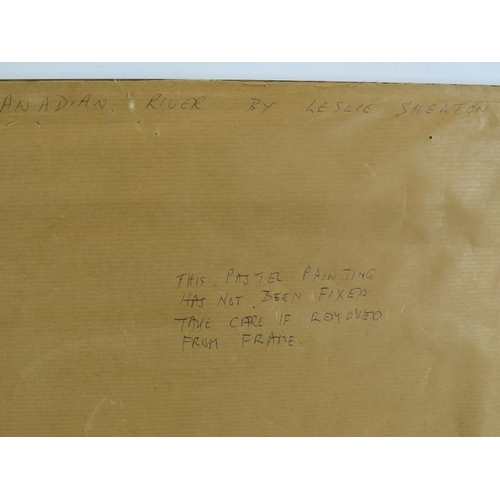 ANADIAN RIVER BY LESLIE SHELTON
THIS PASTEL PAINTING
HAS NOT BEEN FIXED
TAKE CARE IF REMOVED
FROM FRAME.